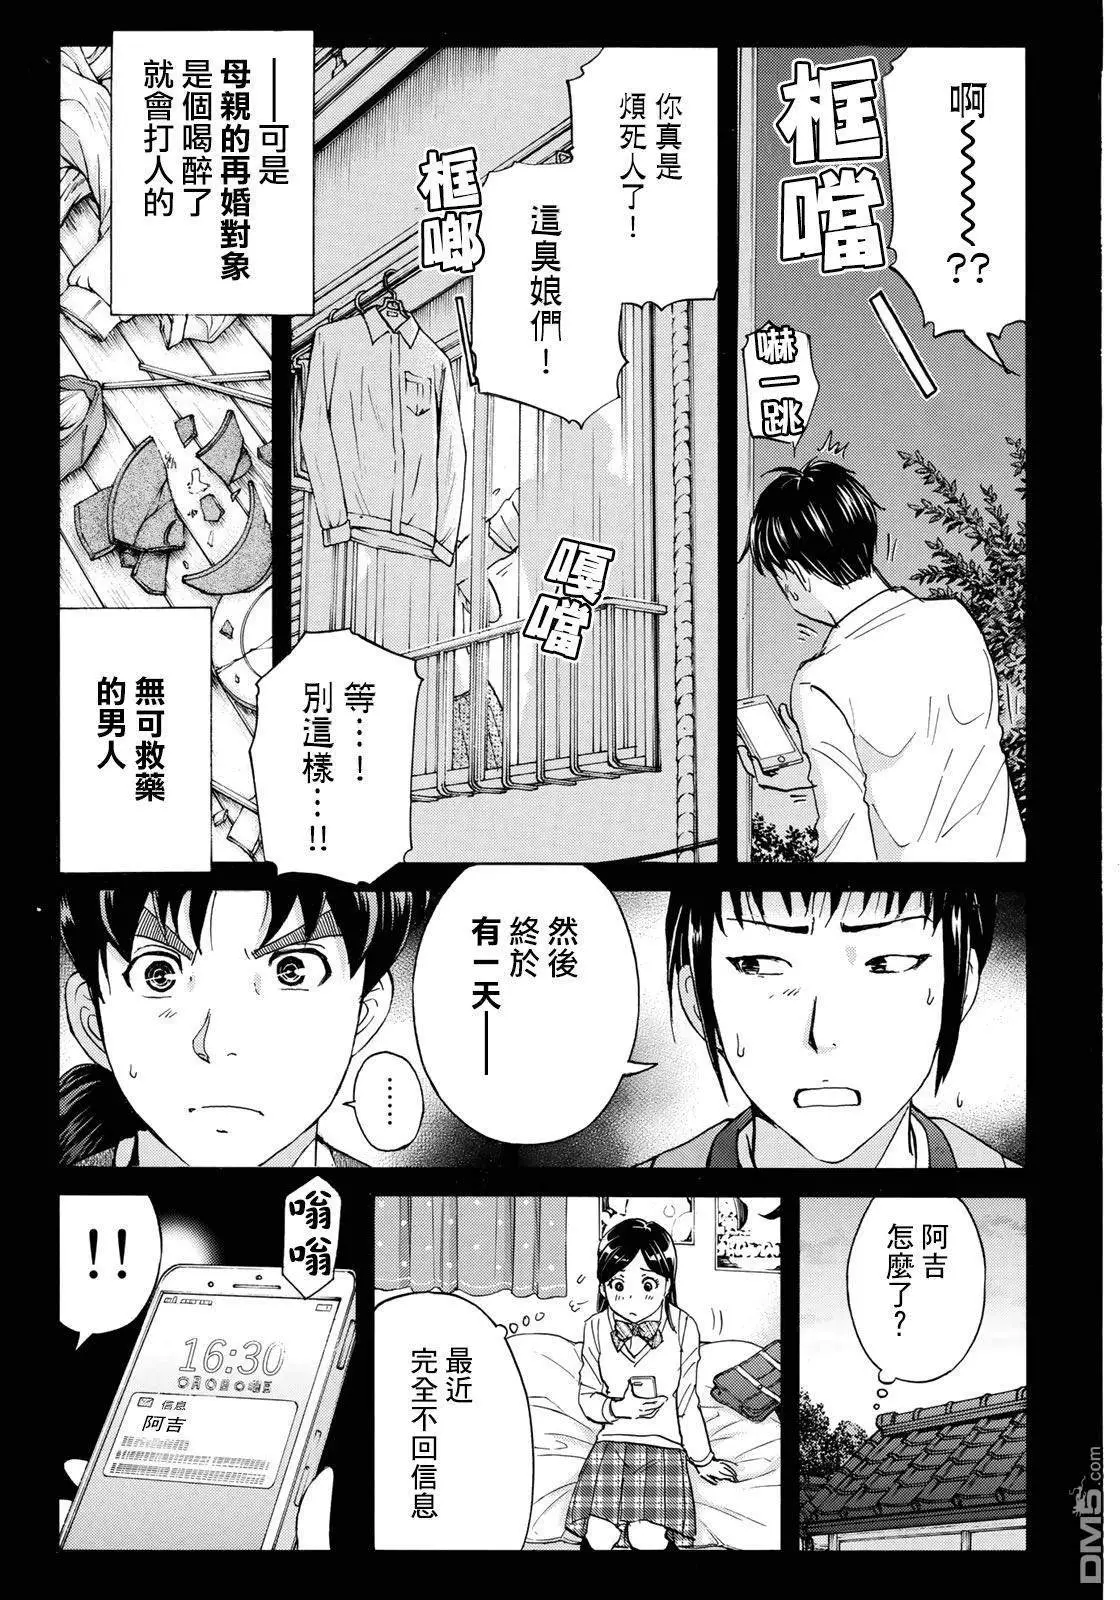 啊～～～??
框噹
嚇一跳
你真是
煩死人了！
這臭娘們！
框啷
嘎噹
等…！
別這樣…!!
——可是
母親的再婚對象
是個喝醉了
就會打人的
無可救藥
的男人
然後
終於
有一天——
……
阿吉
怎麼了？
最近
完全不回信息
嗡嗡
!!
16:30
信息
阿吉
DM5.com